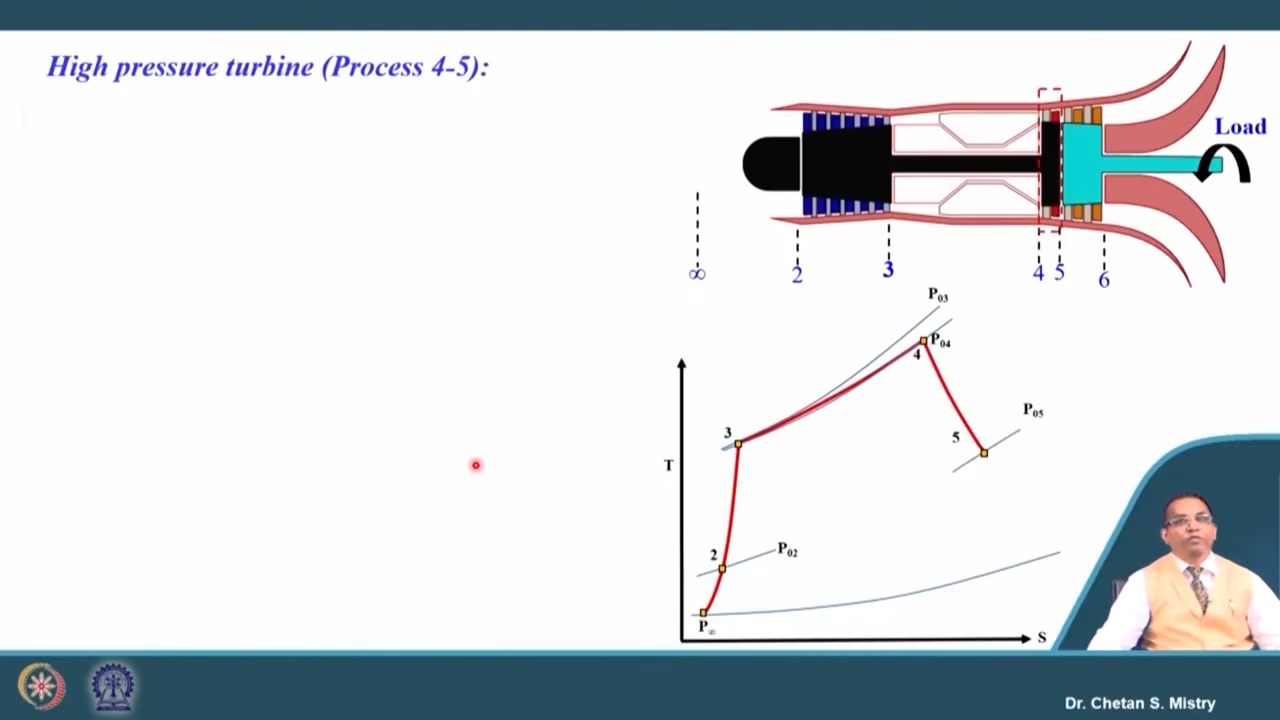 High pressure turbine (Process 4-5):
Load
∞ 2 3 4 5 6
P03
P04
4
P05
3
5
T
P02
2
P∞
S
Dr. Chetan S. Mistry